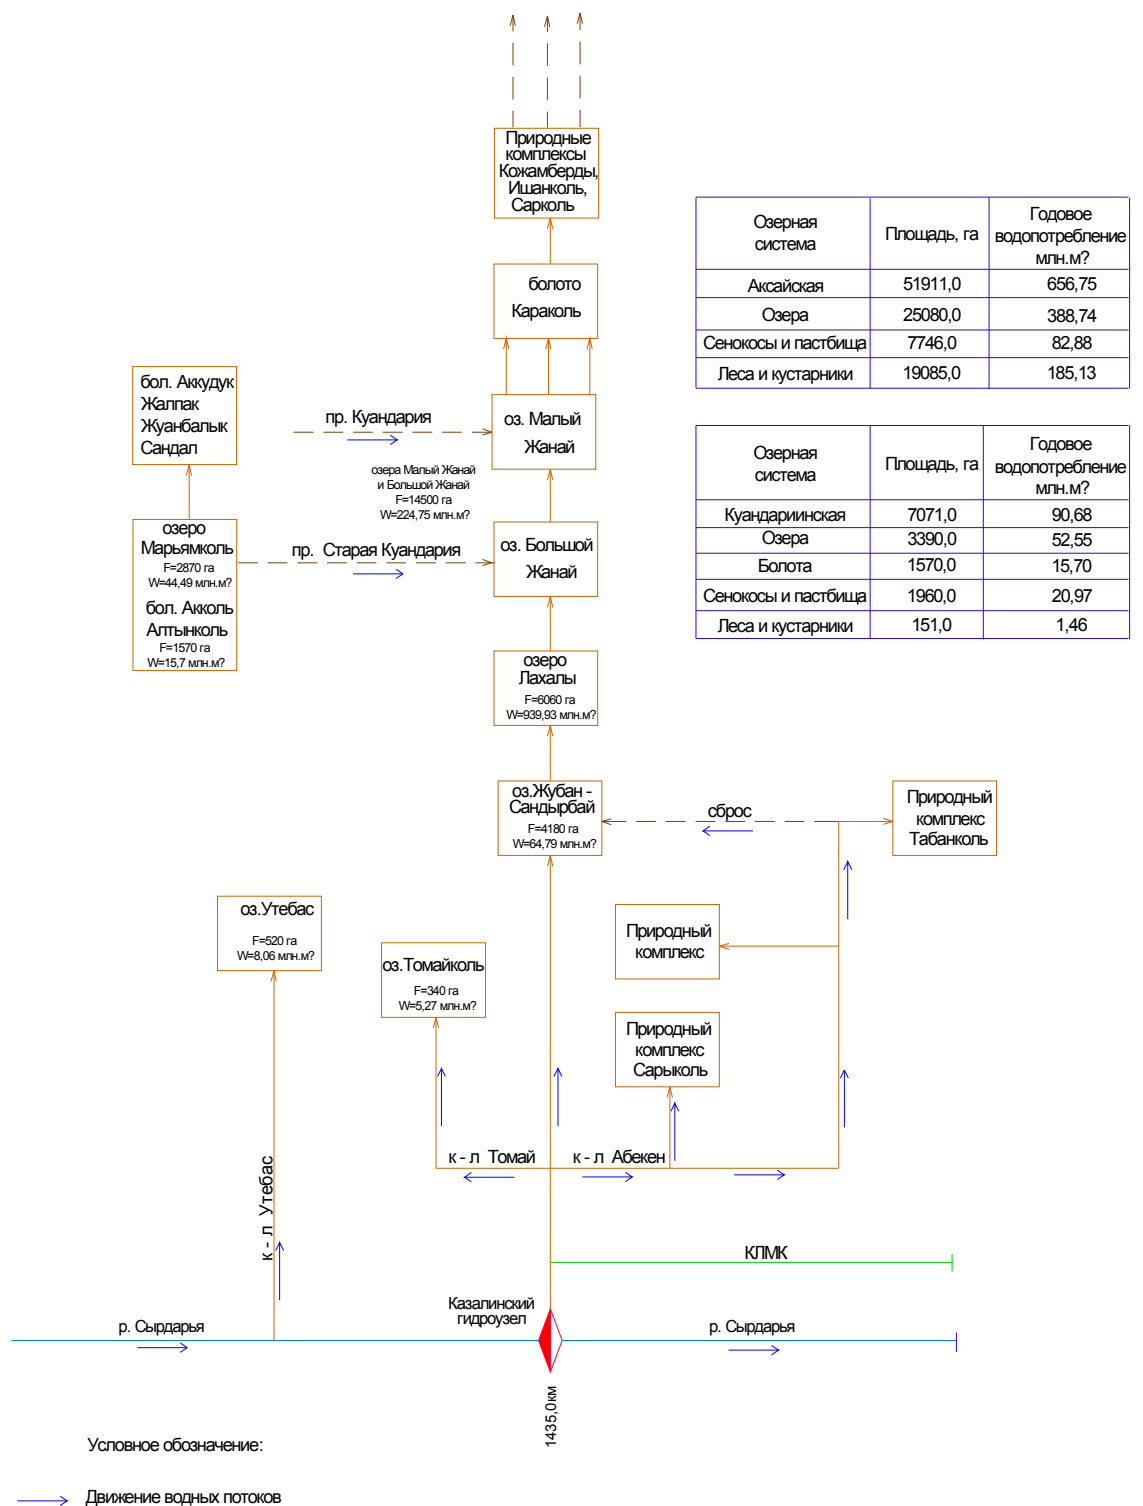 Природные
комплексы
Кожамберды,
Ишанколь,
Сарколь
болото
Караколь
бол. Аккудук
Жалпак
Жуанбалык
Сандал
пр. Куандария
оз. Малый
Жанай
озера Малый Жанай
и Большой Жанай
F=14500 га
W=224,75 млн.м?
озеро
Марьямколь
F=2870 га
W=44,49 млн.м?
бол. Акколь
Алтынколь
F=1570 га
W=15,7 млн.м?
пр. Старая Куандария
оз. Большой
Жанай
озеро
Лахалы
F=6060 га
W=939,93 млн.м?
оз.Жубан -
Сандырбай
F=4180 га
W=64,79 млн.м?
сброс
Природный
комплекс
Табанколь
оз.Утебас
F=520 га
W=8,06 млн.м?
оз.Томайколь
F=340 га
W=5,27 млн.м?
Природный
комплекс
Природный
комплекс
Сарыколь
к - л Томай
к - л Абекен
к - л Утебас
КЛМК
Казалинский
гидроузел
р. Сырдарья
р. Сырдарья
1435,0км
Условное обозначение:
Движение водных потоков
Озерная система Площадь, га Годовое водопотребление млн.м?
Аксайская 51911,0 656,75
Озера 25080,0 388,74
Сенокосы и пастбища 7746,0 82,88
Леса и кустарники 19085,0 185,13
Озерная система Площадь, га Годовое водопотребление млн.м?
Куандариинская 7071,0 90,68
Озера 3390,0 52,55
Болота 1570,0 15,70
Сенокосы и пастбища 1960,0 20,97
Леса и кустарники 151,0 1,46